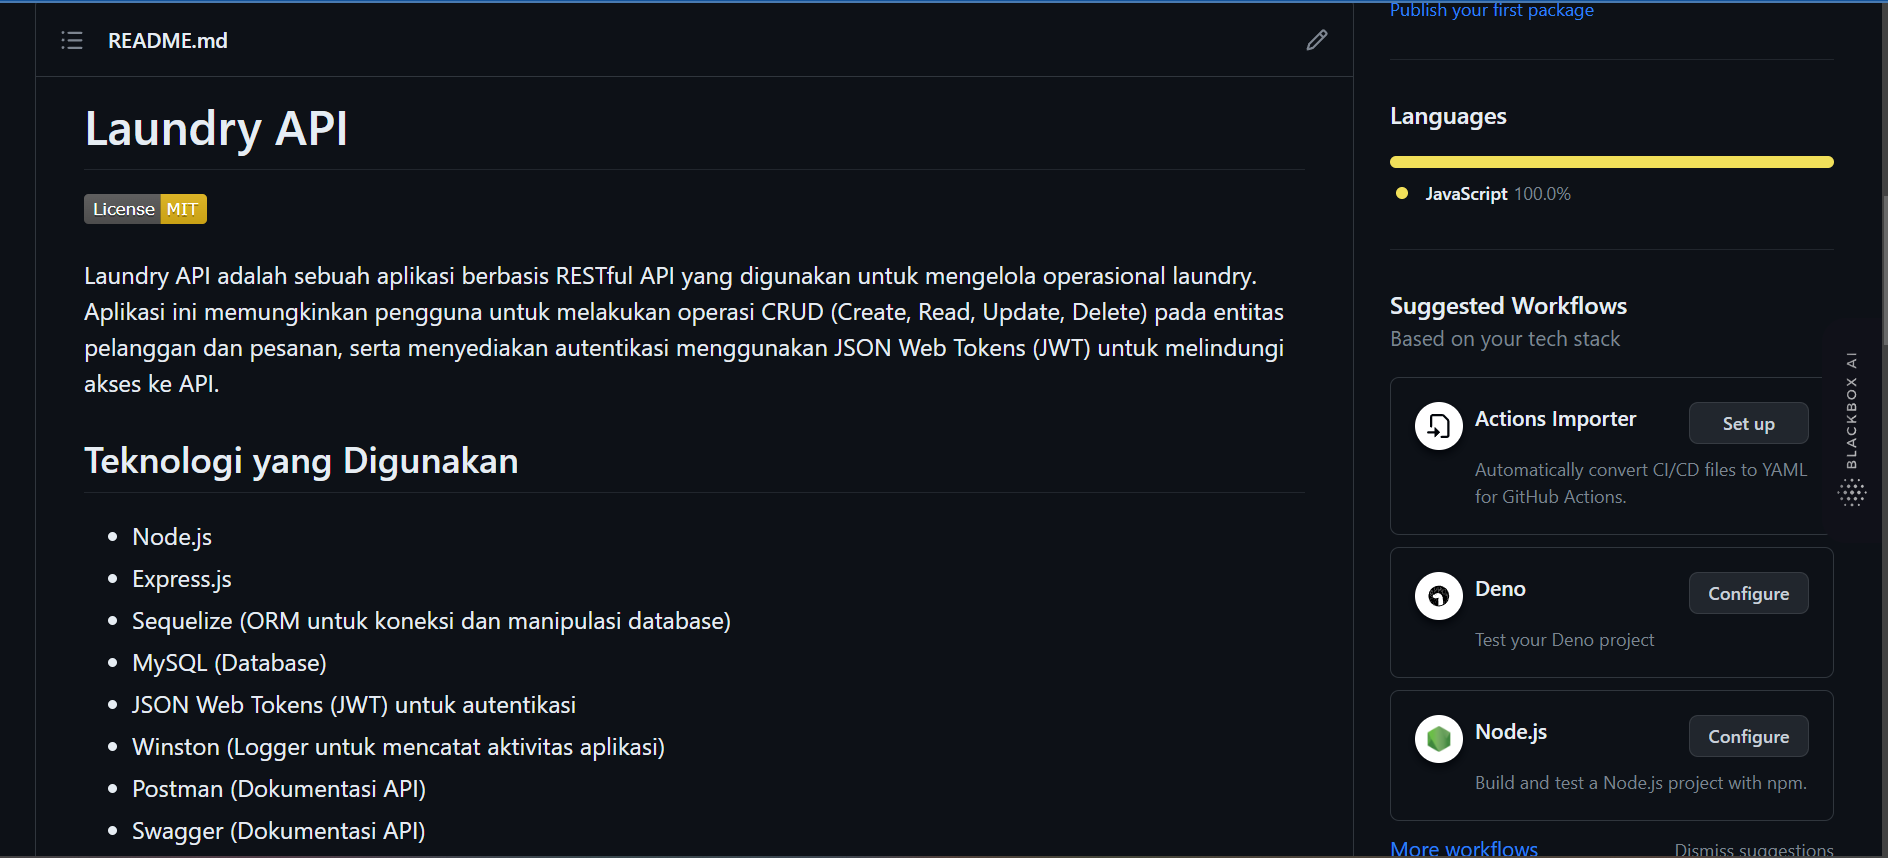 README.md
Laundry API
License MIT
Laundry API adalah sebuah aplikasi berbasis RESTful API yang digunakan untuk mengelola operasional laundry.
Aplikasi ini memungkinkan pengguna untuk melakukan operasi CRUD (Create, Read, Update, Delete) pada entitas
pelanggan dan pesanan, serta menyediakan autentikasi menggunakan JSON Web Tokens (JWT) untuk melindungi
akses ke API.
Teknologi yang Digunakan
Node.js
Express.js
Sequelize (ORM untuk koneksi dan manipulasi database)
MySQL (Database)
JSON Web Tokens (JWT) untuk autentikasi
Winston (Logger untuk mencatat aktivitas aplikasi)
Postman (Dokumentasi API)
Swagger (Dokumentasi API)
Publish your first package
Languages
JavaScript 100.0%
Suggested Workflows
Based on your tech stack
Actions Importer
Set up
Automatically convert CI/CD files to YAML
for GitHub Actions.
Deno
Configure
Test your Deno project
Node.js
Configure
Build and test a Node.js project with npm.
More workflows
Dismiss suggestions
BLACKBOX AI